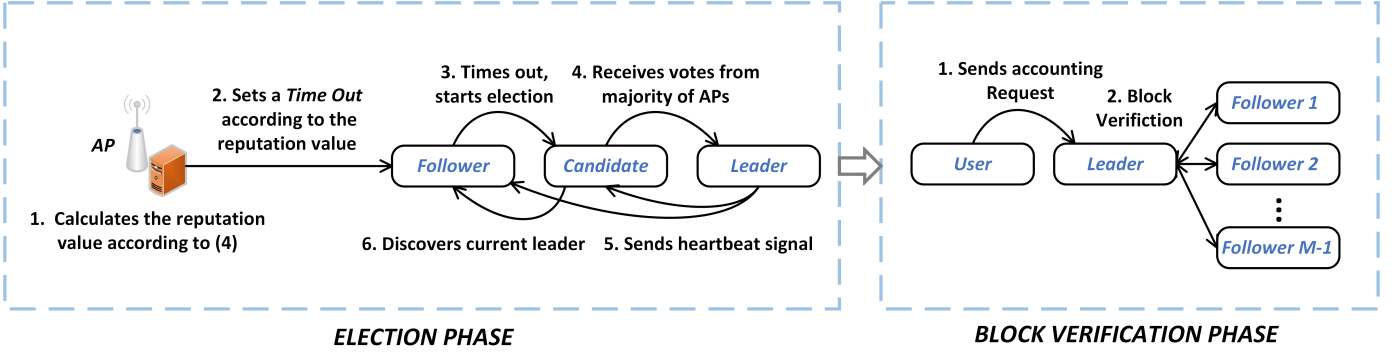 AP
1. Calculates the reputation
value according to (4)
2. Sets a Time Out
according to the
reputation value
3. Times out,
starts election
4. Receives votes from
majority of APs
Follower
Candidate
Leader
6. Discovers current leader
5. Sends heartbeat signal
ELECTION PHASE
1. Sends accounting
Request
2. Block
Verifiction
User
Leader
Follower 1
Follower 2
Follower M-1
BLOCK VERIFICATION PHASE